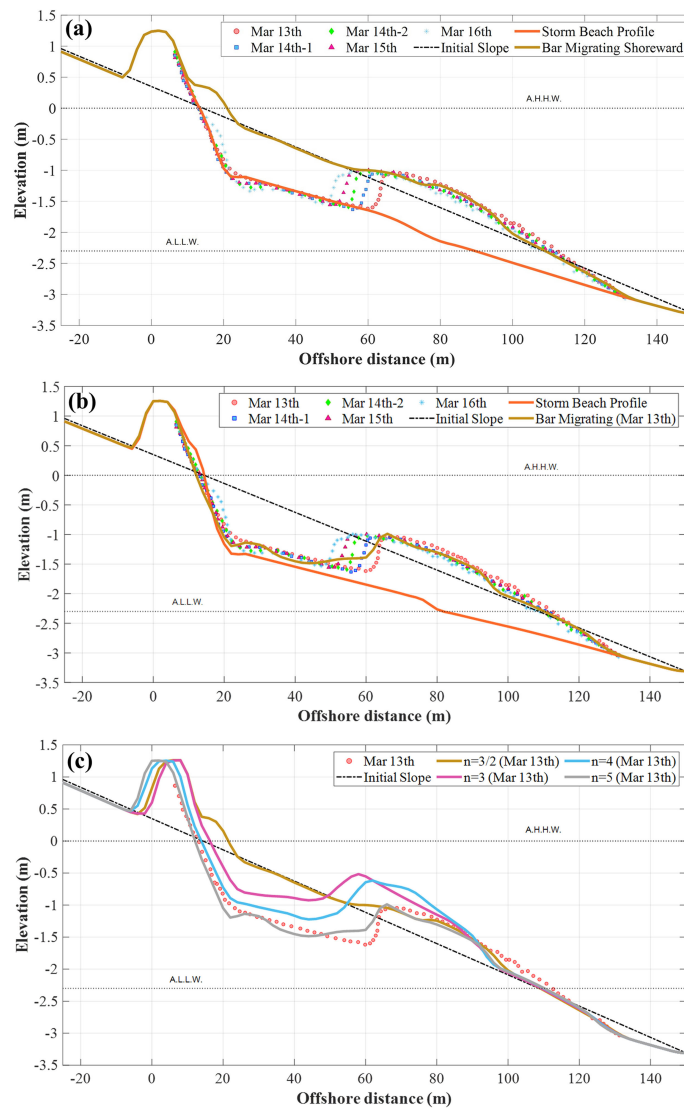 (a)
Mar 13th Mar 14th-2 Mar 16th Storm Beach Profile
Mar 14th-1 Mar 15th Initial Slope Bar Migrating Shoreward
A.H.H.W.
A.L.L.W.
1.5
1
0.5
0
-0.5
-1
-1.5
-2
-2.5
-3
-3.5
Elevation (m)
-20 0 20 40 60 80 100 120 140
Offshore distance (m)
(b)
Mar 13th Mar 14th-2 Mar 16th Storm Beach Profile
Mar 14th-1 Mar 15th Initial Slope Bar Migrating (Mar 13th)
A.H.H.W.
A.L.L.W.
1.5
1
0.5
0
-0.5
-1
-1.5
-2
-2.5
-3
-3.5
Elevation (m)
-20 0 20 40 60 80 100 120 140
Offshore distance (m)
(c)
Mar 13th n=3/2 (Mar 13th) n=4 (Mar 13th)
Initial Slope n=3 (Mar 13th) n=5 (Mar 13th)
A.H.H.W.
A.L.L.W.
1.5
1
0.5
0
-0.5
-1
-1.5
-2
-2.5
-3
-3.5
Elevation (m)
-20 0 20 40 60 80 100 120 140
Offshore distance (m)